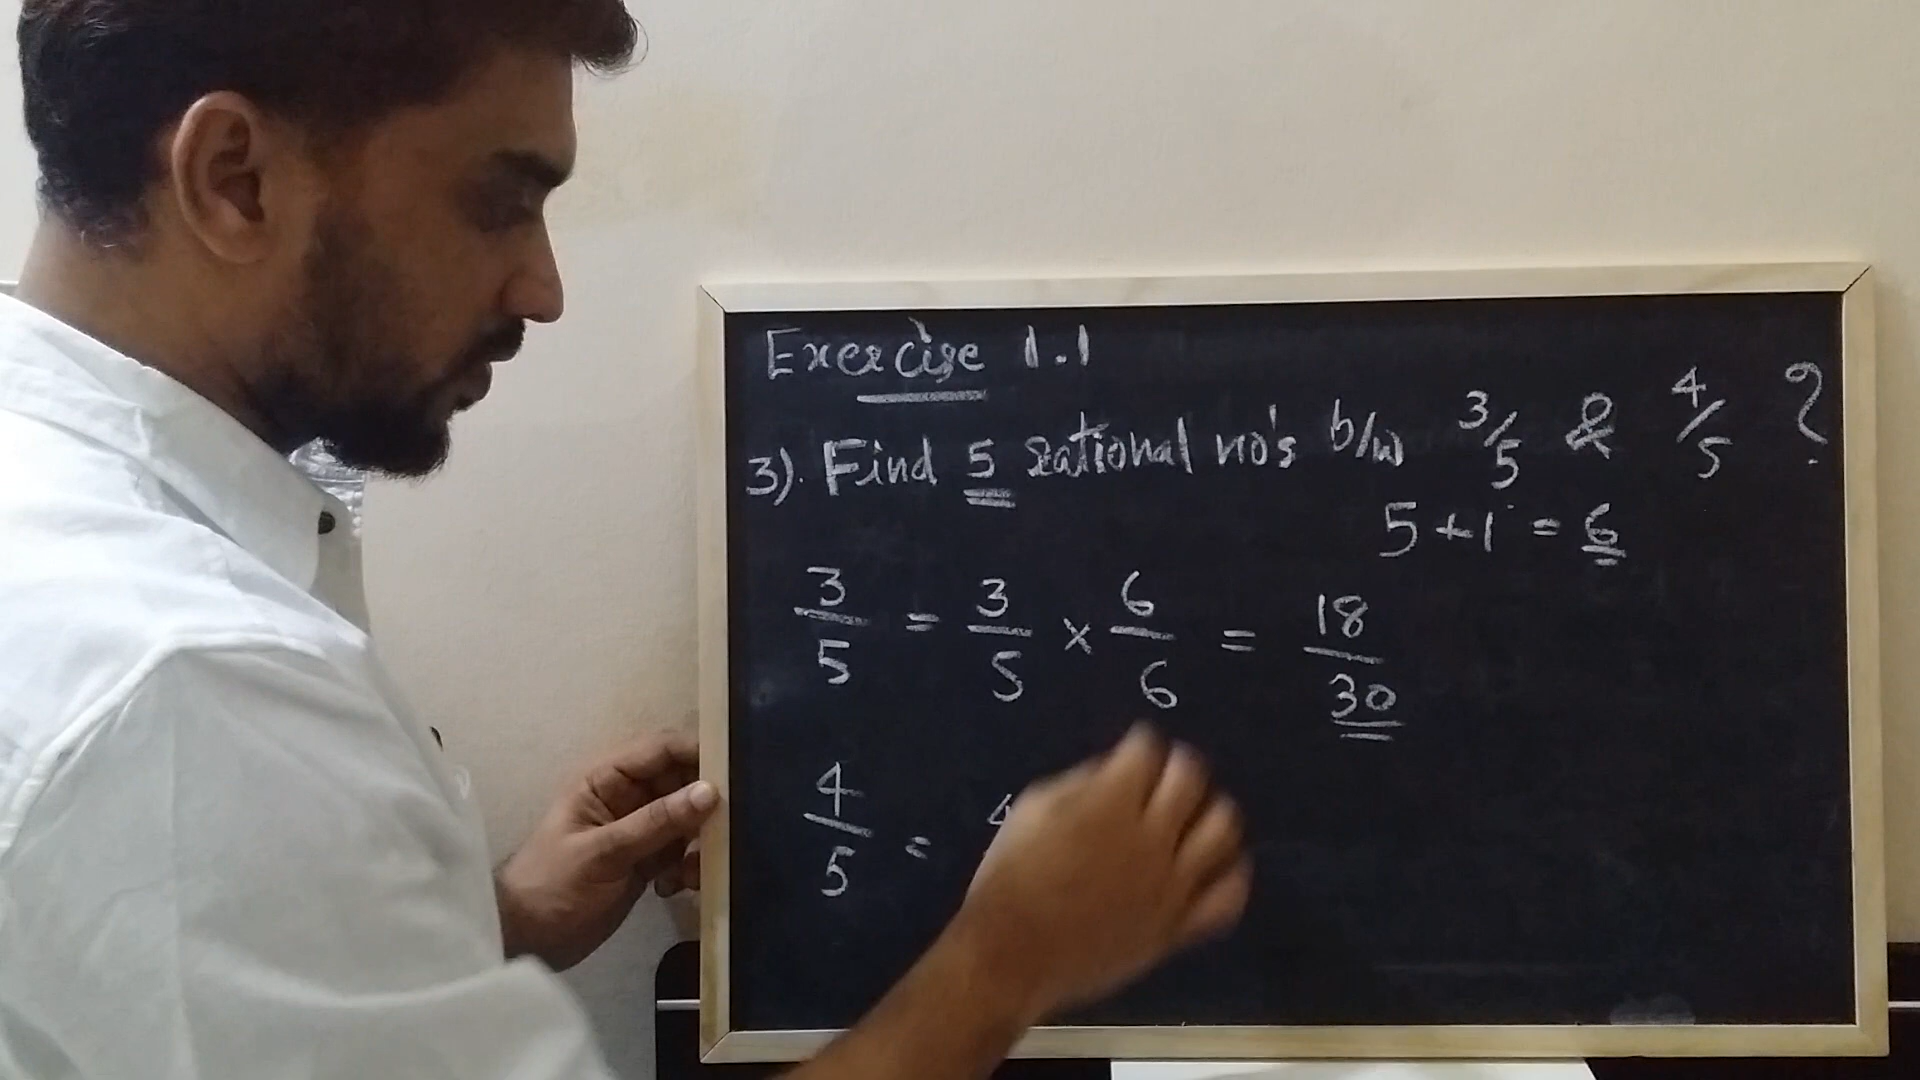 Exercise 1.1
3). Find 5 rational no's b/w 3/5 & 4/5 ?
5 + 1 = 6
3/5 = 3/5 × 6/6 = 18/30
4/5 = 4